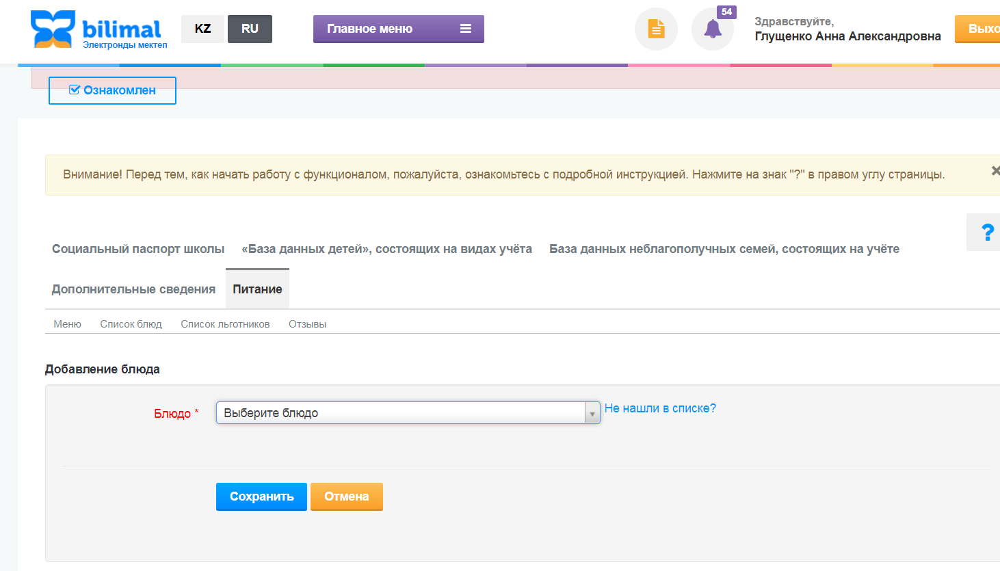 bilimal
Электронды мектеп
KZ
RU
Главное меню
54
Здравствуйте,
Глущенко Анна Александровна
Выхо
Ознакомлен
Внимание! Перед тем, как начать работу с функционалом, пожалуйста, ознакомьтесь с подробной инструкцией. Нажмите на знак "?" в правом углу страницы.
?
Социальный паспорт школы «База данных детей», состоящих на видах учёта База данных неблагополучных семей, состоящих на учёте
Дополнительные сведения Питание
Меню Список блюд Список льготников Отзывы
Добавление блюда
Блюдо * Выберите блюдо Не нашли в списке?
Сохранить Отмена